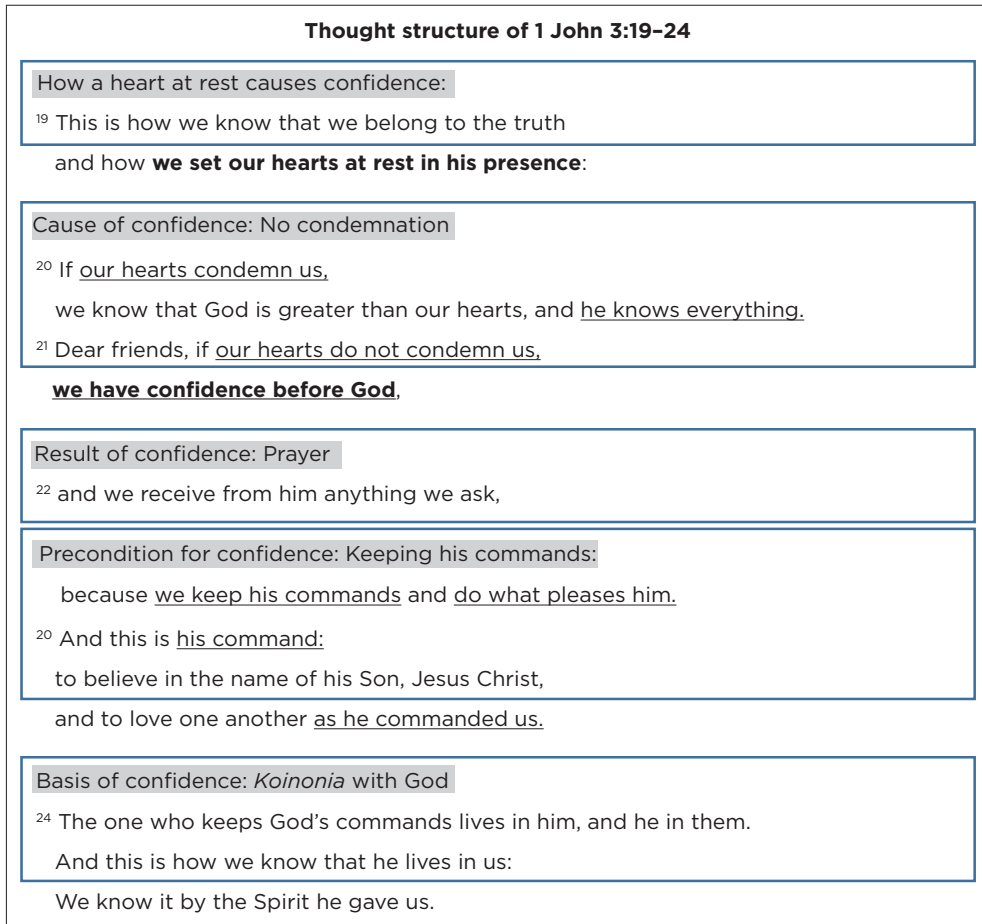 Thought structure of 1 John 3:19–24
How a heart at rest causes confidence:
19 This is how we know that we belong to the truth
and how we set our hearts at rest in his presence:
Cause of confidence: No condemnation
20 If our hearts condemn us,
we know that God is greater than our hearts, and he knows everything.
21 Dear friends, if our hearts do not condemn us,
we have confidence before God,
Result of confidence: Prayer
22 and we receive from him anything we ask,
Precondition for confidence: Keeping his commands:
because we keep his commands and do what pleases him.
20 And this is his command:
to believe in the name of his Son, Jesus Christ,
and to love one another as he commanded us.
Basis of confidence: Koinonia with God
24 The one who keeps God’s commands lives in him, and he in them.
And this is how we know that he lives in us:
We know it by the Spirit he gave us.